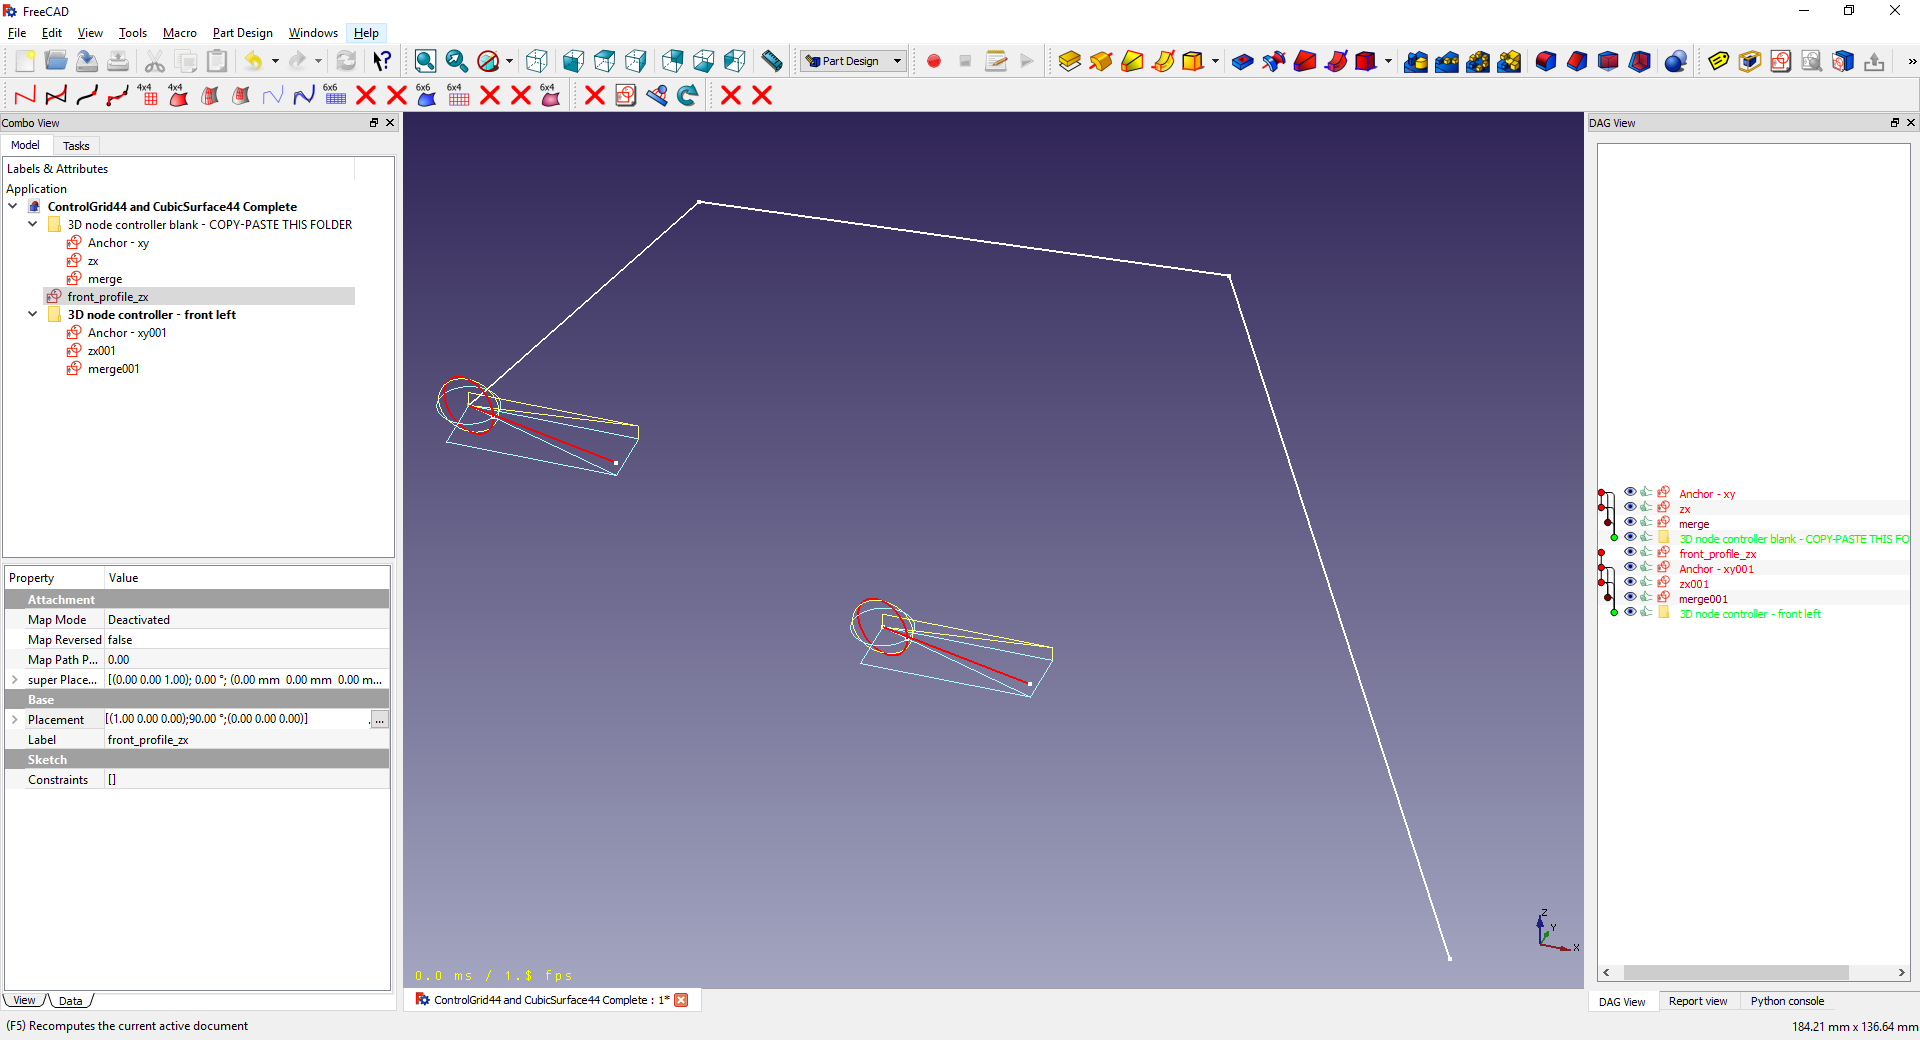 FreeCAD
File Edit View Tools Macro Part Design Windows Help
Part Design
4x4 4x4 6x6 6x6 6x4 6x4
Combo View
Model Tasks
Labels & Attributes
Application
ControlGrid44 and CubicSurface44 Complete
3D node controller blank - COPY-PASTE THIS FOLDER
Anchor - xy
zx
merge
front_profile_zx
3D node controller - front left
Anchor - xy001
zx001
merge001
Property Value
Attachment
Map Mode Deactivated
Map Reversed false
Map Path P... 0.00
super Place... [(0.00 0.00 1.00); 0.00 °; (0.00 mm 0.00 mm 0.00 m...
Base
Placement [(1.00 0.00 0.00);90.00 °;(0.00 0.00 0.00)] ...
Label front_profile_zx
Sketch
Constraints []
View Data
(F5) Recomputes the current active document
0.0 ms / 1.$ fps
Z
Y
X
ControlGrid44 and CubicSurface44 Complete : 1*
DAG View
Anchor - xy
zx
merge
3D node controller blank - COPY-PASTE THIS FO
front_profile_zx
Anchor - xy001
zx001
merge001
3D node controller - front left
DAG View Report view Python console
184.21 mm x 136.64 mm